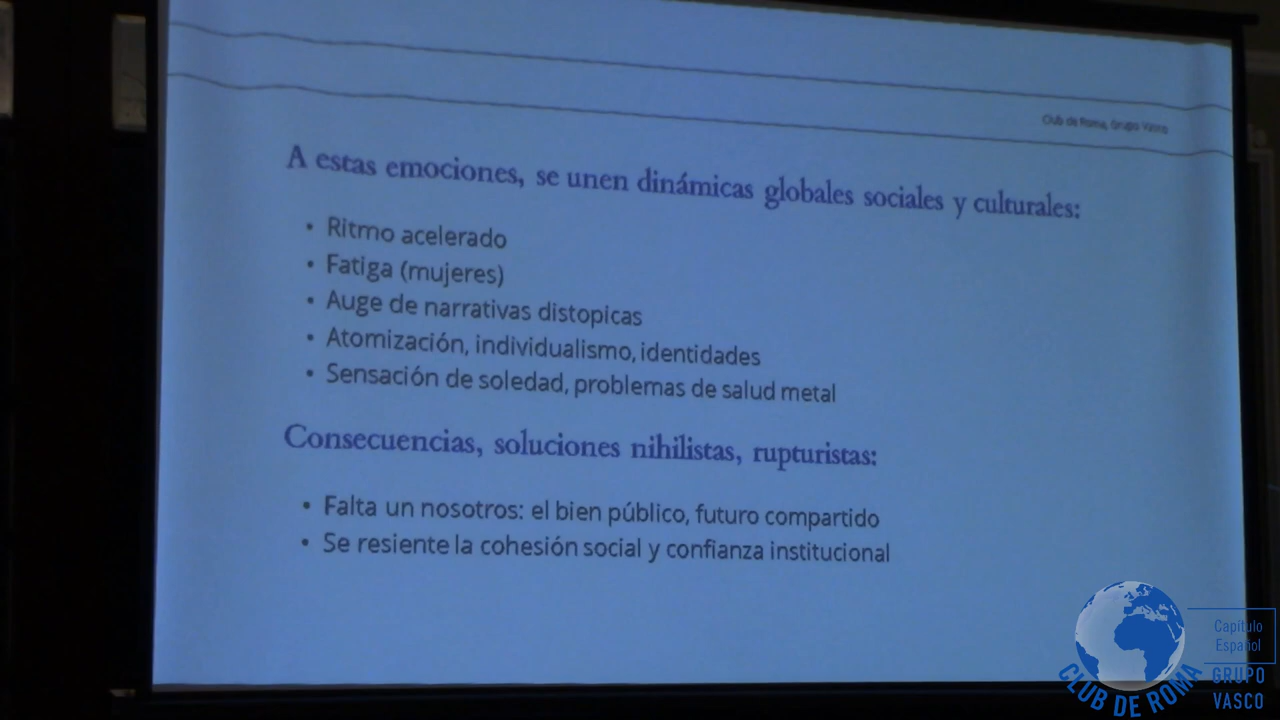 Club de Roma, Grupo Vasco
A estas emociones, se unen dinámicas globales sociales y culturales:
• Ritmo acelerado
• Fatiga (mujeres)
• Auge de narrativas distopicas
• Atomización, individualismo, identidades
• Sensación de soledad, problemas de salud metal
Consecuencias, soluciones nihilistas, rupturistas:
• Falta un nosotros: el bien público, futuro compartido
• Se resiente la cohesión social y confianza institucional
Capítulo
Español
GRUPO
VASCO
CLUB DE ROMA